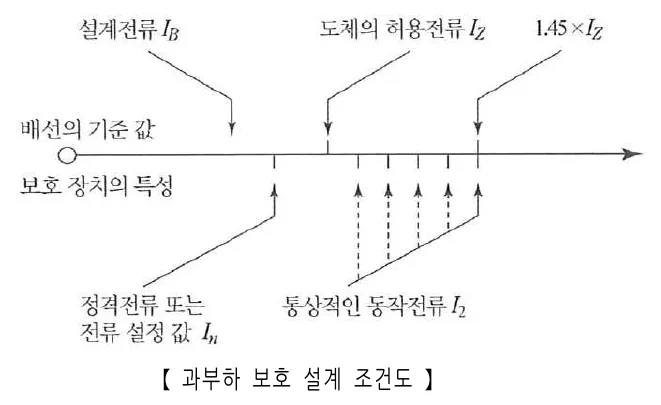 설계전류 I_B
도체의 허용전류 I_Z
1.45×I_Z
배선의 기준 값
보호 장치의 특성
정격전류 또는
전류 설정 값 I_n
통상적인 동작전류 I_2
【 과부하 보호 설계 조건도 】